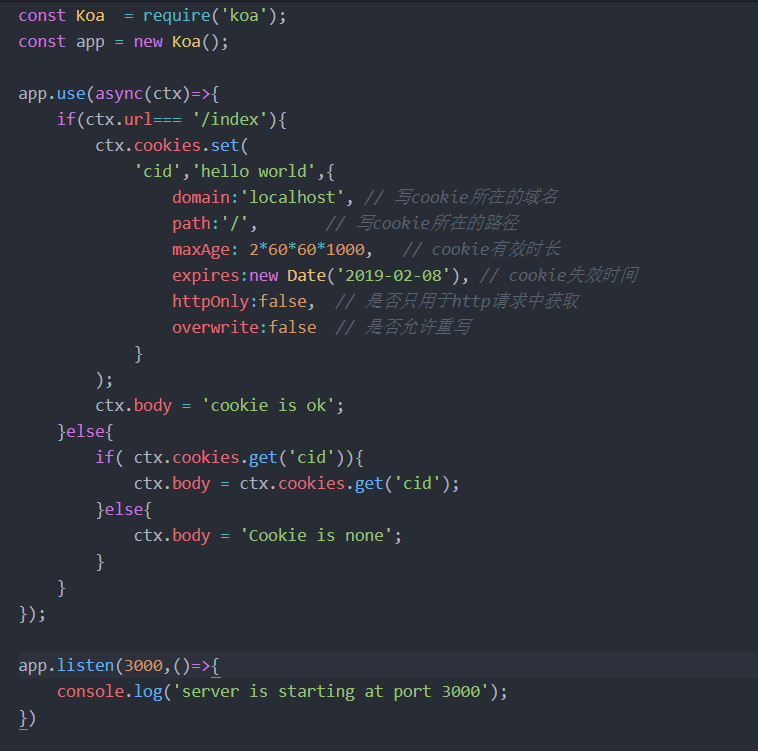 const Koa  = require('koa');
const app = new Koa();

app.use(async(ctx)=>{
    if(ctx.url=== '/index'){
        ctx.cookies.set(
            'cid','hello world',{
                domain:'localhost', // 写cookie所在的域名
                path:'/',       // 写cookie所在的路径
                maxAge: 2*60*60*1000,   // cookie有效时长
                expires:new Date('2019-02-08'), // cookie失效时间
                httpOnly:false,  // 是否只用于http请求中获取
                overwrite:false  // 是否允许重写
            }
        );
        ctx.body = 'cookie is ok';
    }else{
        if( ctx.cookies.get('cid')){
            ctx.body = ctx.cookies.get('cid');
        }else{
            ctx.body = 'Cookie is none';
        }
    }
});

app.listen(3000,()=>{
    console.log('server is starting at port 3000');
})